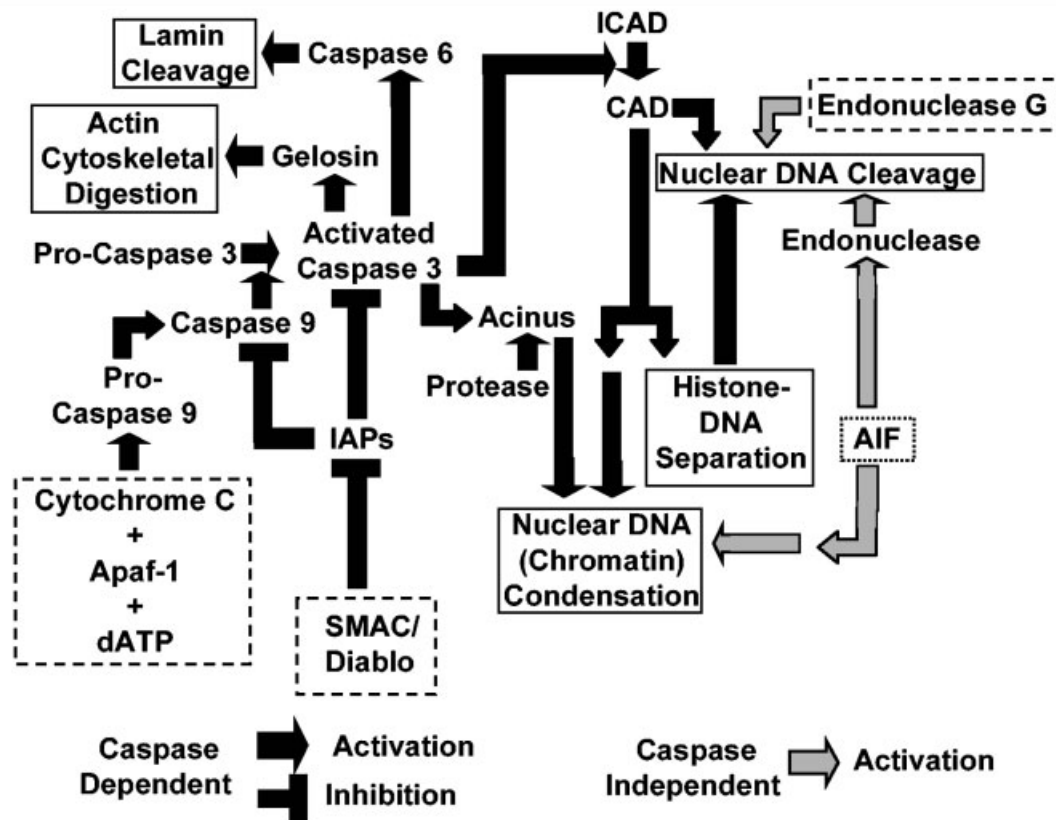 Lamin
Cleavage
Caspase 6
ICAD
CAD
Endonuclease G
Actin
Cytoskeletal
Digestion
Gelosin
Nuclear DNA Cleavage
Pro-Caspase 3
Activated
Caspase 3
Endonuclease
Caspase 9
Acinus
Pro-
Caspase 9
Protease
Histone-
DNA
Separation
IAPs
AIF
Cytochrome C
+
Apaf-1
+
dATP
Nuclear DNA
(Chromatin)
Condensation
SMAC/
Diablo
Caspase
Dependent
Activation
Inhibition
Caspase
Independent
Activation